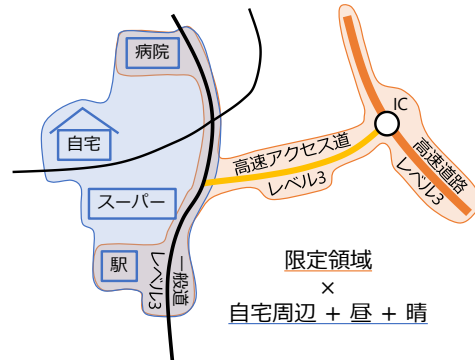 病院
自宅
スーパー
駅
一般道
レベル3
高速アクセス道
レベル3
IC
高速道路
レベル3
限定領域
×
自宅周辺 + 昼 + 晴